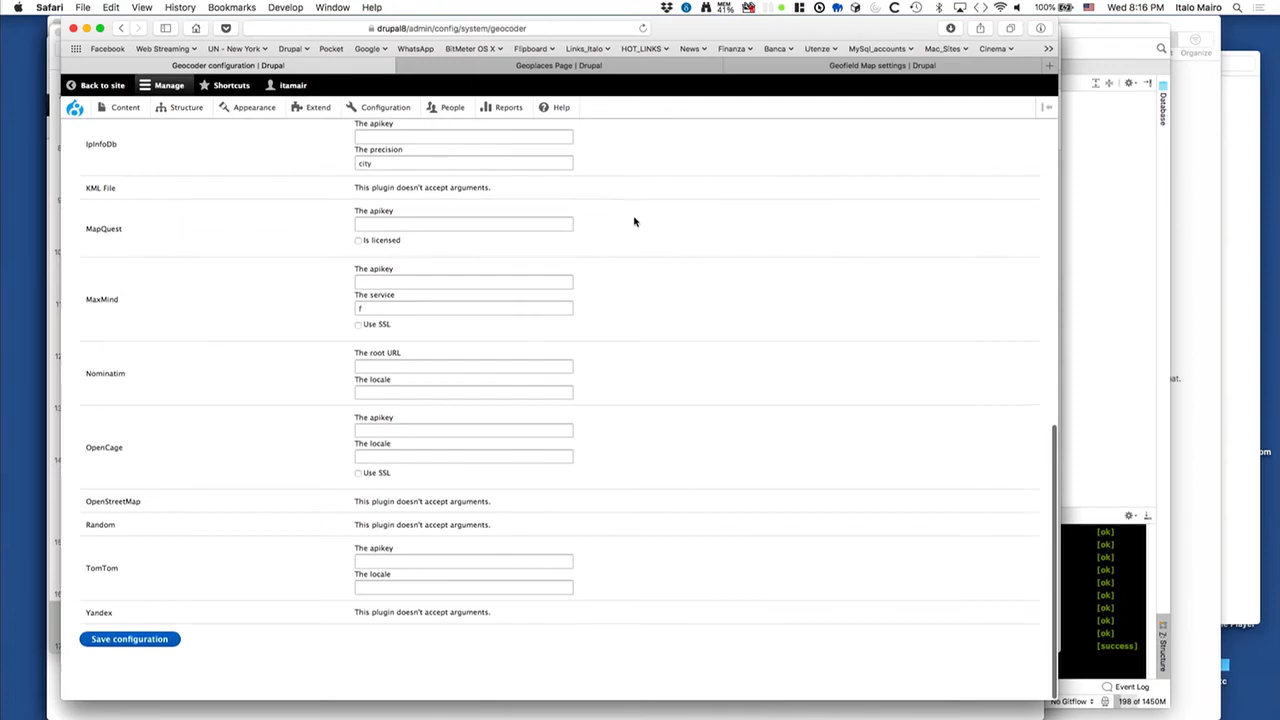 Safari File Edit View History Bookmarks Develop Window Help MEM 41% 100% Wed 8:16 PM Italo Mairo
drupal8/admin/config/system/geocoder
Facebook Web Streaming UN - New York Drupal Pocket Google WhatsApp BitMeter OS X Flipboard Links_Italo HOT_LINKS News Finanza Banca Utenze MySql_accounts Mac_Sites Cinema
Organize
Geocoder configuration | Drupal Geoplaces Page | Drupal Geofield Map settings | Drupal
Back to site Manage Shortcuts itamair
Content Structure Appearance Extend Configuration People Reports Help
Database
The apikey
IpInfoDb
The precision
city
KML File This plugin doesn't accept arguments.
The apikey
MapQuest
Is licensed
The apikey
MaxMind
The service
f
Use SSL
The root URL
Nominatim
The locale
The apikey
OpenCage
The locale
Use SSL
OpenStreetMap This plugin doesn't accept arguments.
Random This plugin doesn't accept arguments.
The apikey
TomTom
The locale
Yandex This plugin doesn't accept arguments.
Save configuration
[ok]
[ok]
[ok]
[ok]
[ok]
[ok]
[ok]
[ok]
[ok]
[success]
Z: Structure
Event Log
No Gitflow 198 of 1450M